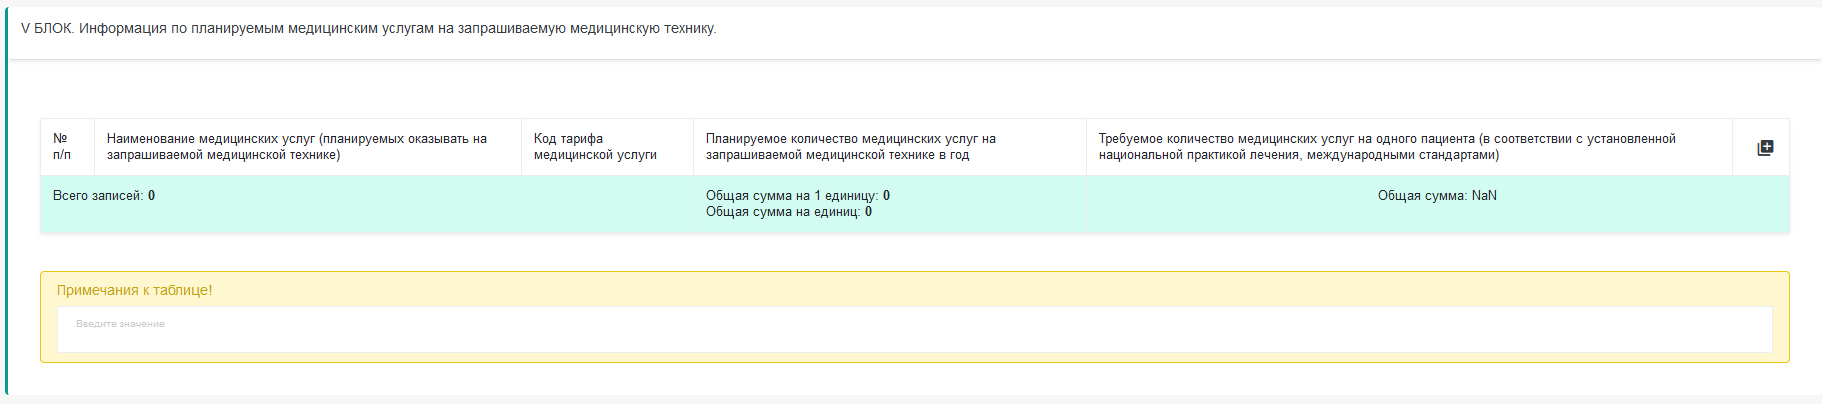 V БЛОК. Информация по планируемым медицинским услугам на запрашиваемую медицинскую технику.
№ п/п
Наименование медицинских услуг (планируемых оказывать на
запрашиваемой медицинской технике)
Код тарифа
медицинской услуги
Планируемое количество медицинских услуг на
запрашиваемой медицинской технике в год
Требуемое количество медицинских услуг на одного пациента (в соответствии с установленной
национальной практикой лечения, международными стандартами)
Всего записей: 0
Общая сумма на 1 единицу: 0
Общая сумма на единиц: 0
Общая сумма: NaN
Примечания к таблице!
Введите значение